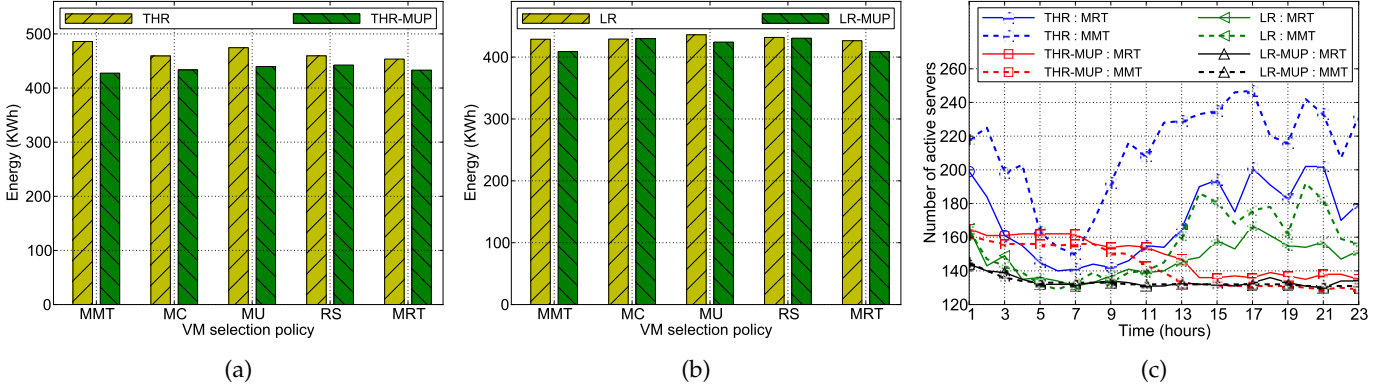 THR
THR-MUP
500
400
300
200
100
0
Energy (KWh)
MMT
MC
MU
RS
MRT
VM selection policy
(a)
LR
LR-MUP
400
300
200
100
0
Energy (KWh)
MMT
MC
MU
RS
MRT
VM selection policy
(b)
THR : MRT
THR : MMT
THR-MUP : MRT
THR-MUP : MMT
LR : MRT
LR : MMT
LR-MUP : MRT
LR-MUP : MMT
260
240
220
200
180
160
140
120
Number of active servers
1 3 5 7 9 11 13 15 17 19 21 23
Time (hours)
(c)